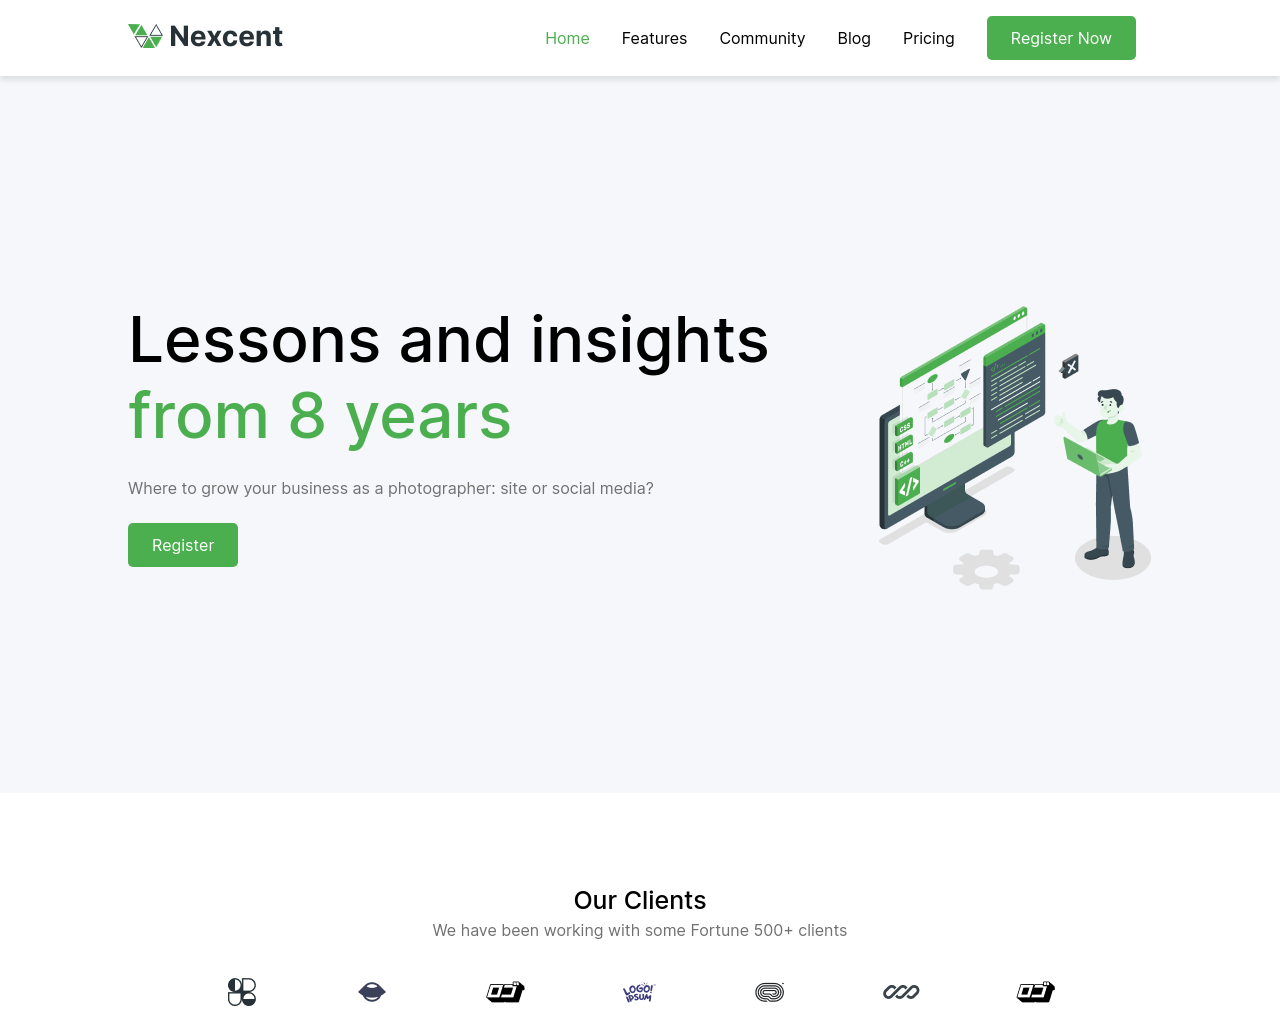 Nexcent
Home Features Community Blog Pricing Register Now
Lessons and insights
from 8 years
Where to grow your business as a photographer: site or social media?
Register
CSS
HTML
C++
</>
Our Clients
We have been working with some Fortune 500+ clients
LOGO!
IPSUM